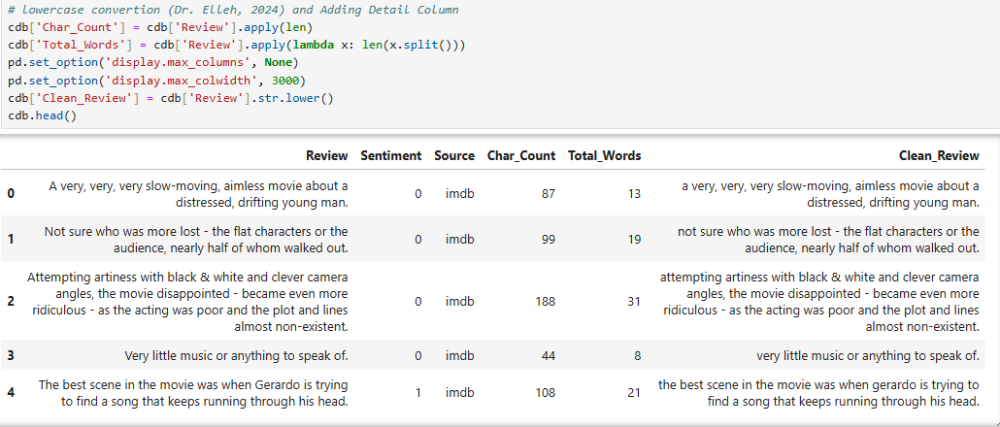 # lowercase convertion (Dr. Elleh, 2024) and Adding Detail Column
cdb['Char_Count'] = cdb['Review'].apply(len)
cdb['Total_Words'] = cdb['Review'].apply(lambda x: len(x.split()))
pd.set_option('display.max_columns', None)
pd.set_option('display.max_colwidth', 3000)
cdb['Clean_Review'] = cdb['Review'].str.lower()
cdb.head()
Review Sentiment Source Char_Count Total_Words Clean_Review
0 A very, very, very slow-moving, aimless movie about a distressed, drifting young man. 0 imdb 87 13 a very, very, very slow-moving, aimless movie about a distressed, drifting young man.
1 Not sure who was more lost - the flat characters or the audience, nearly half of whom walked out. 0 imdb 99 19 not sure who was more lost - the flat characters or the audience, nearly half of whom walked out.
2 Attempting artiness with black & white and clever camera angles, the movie disappointed - became even more ridiculous - as the acting was poor and the plot and lines almost non-existent. 0 imdb 188 31 attempting artiness with black & white and clever camera angles, the movie disappointed - became even more ridiculous - as the acting was poor and the plot and lines almost non-existent.
3 Very little music or anything to speak of. 0 imdb 44 8 very little music or anything to speak of.
4 The best scene in the movie was when Gerardo is trying to find a song that keeps running through his head. 1 imdb 108 21 the best scene in the movie was when gerardo is trying to find a song that keeps running through his head.